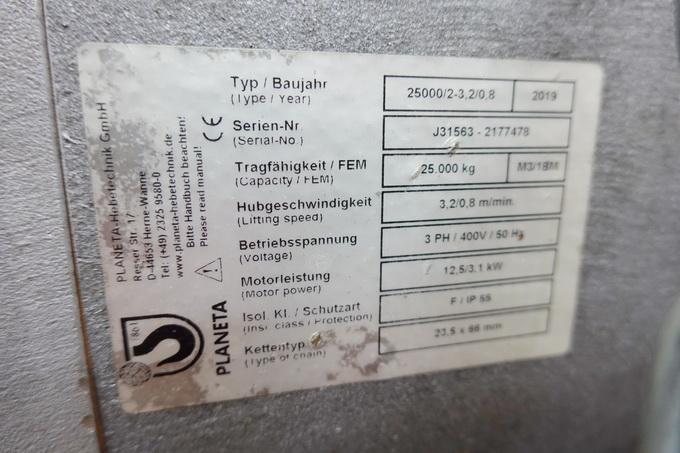 Typ / Baujahr
(Type / Year)
25000/2-3,2/0,8
2019
Serien-Nr.
(Serial-No.)
J31563 - 2177478
Tragfähigkeit / FEM
(Capacity / FEM)
25.000 kg
M3/1BM
Hubgeschwindigkeit
(Lifting speed)
3,2/0,8 m/min.
Betriebsspannung
(Voltage)
3 PH / 400V / 50 Hz
Motorleistung
(Motor power)
12,5/3,1 kW
Isol. Kl. / Schutzart
(Insl. class / Protection)
F / IP 55
Kettentyp
(Type of chain)
23,5 x 66 mm
PLANETA-Hebetechnik GmbH
Resser Str. 17
D-44653 Herne-Wanne
Tel: (+49) 2325 9580-0
www.planeta-hebetechnik.de
Bitte Handbuch beachten!
Please read manual!
CE
PLANETA